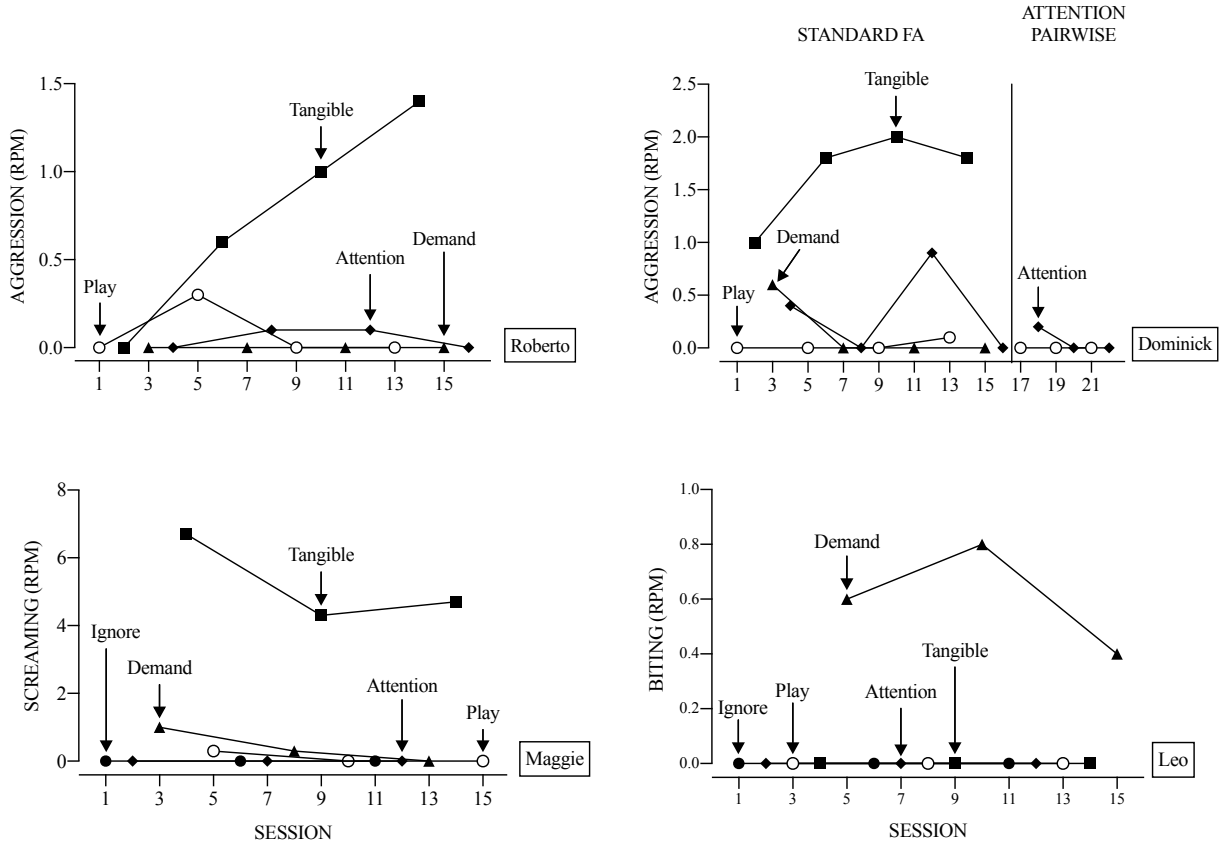 STANDARD FA
ATTENTION
PAIRWISE
AGGRESSION (RPM)
1.5
1.0
0.5
0.0
Play
Tangible
Attention
Demand
Roberto
1 3 5 7 9 11 13 15
AGGRESSION (RPM)
2.5
2.0
1.5
1.0
0.5
0.0
Play
Demand
Tangible
Attention
Dominick
1 3 5 7 9 11 13 15 17 19 21
SCREAMING (RPM)
8
6
4
2
0
Ignore
Demand
Tangible
Attention
Play
Maggie
1 3 5 7 9 11 13 15
SESSION
BITING (RPM)
1.0
0.8
0.6
0.4
0.2
0.0
Ignore
Play
Demand
Attention
Tangible
Leo
1 3 5 7 9 11 13 15
SESSION